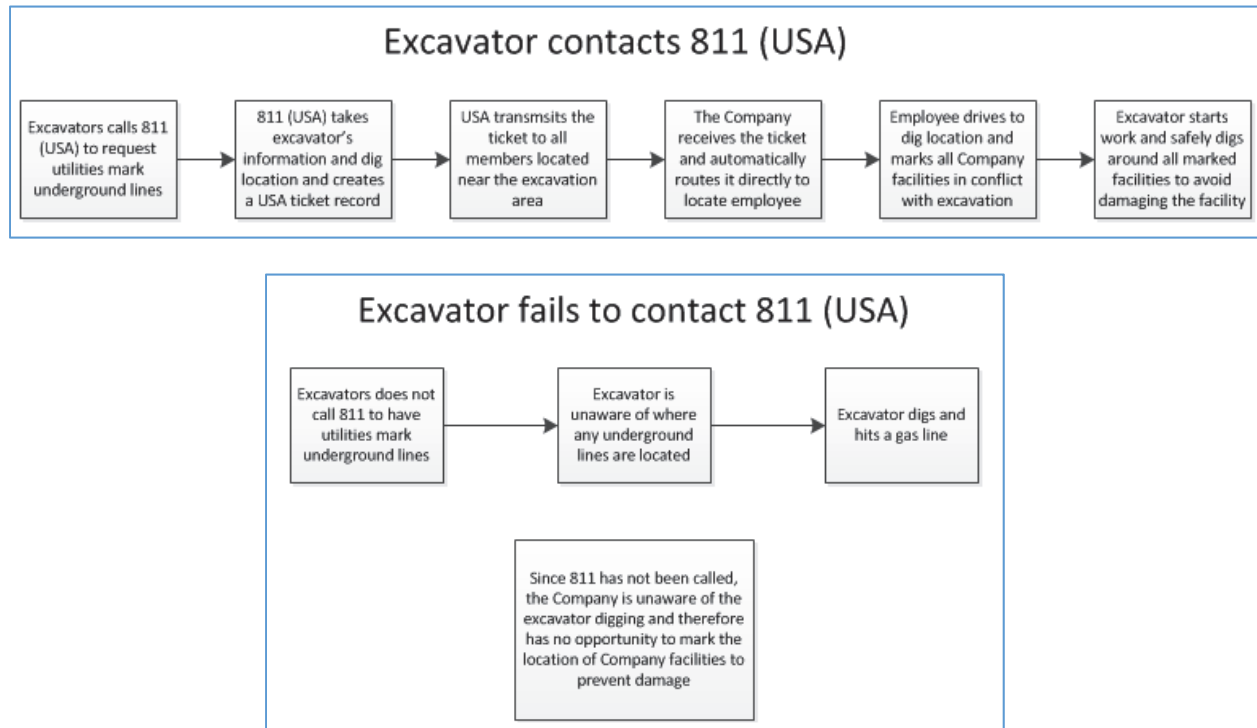 Excavator contacts 811 (USA)
Excavators calls 811
(USA) to request
utilities mark
underground lines
811 (USA) takes
excavator's
information and dig
location and creates
a USA ticket record
USA transmsits the
ticket to all
members located
near the excavation
area
The Company
receives the ticket
and automatically
routes it directly to
locate employee
Employee drives to
dig location and
marks all Company
facilities in conflict
with excavation
Excavator starts
work and safely digs
around all marked
facilities to avoid
damaging the facility
Excavator fails to contact 811 (USA)
Excavators does not
call 811 to have
utilities mark
underground lines
Excavator is
unaware of where
any underground
lines are located
Excavator digs and
hits a gas line
Since 811 has not been called,
the Company is unaware of the
excavator digging and therefore
has no opportunity to mark the
location of Company facilities to
prevent damage